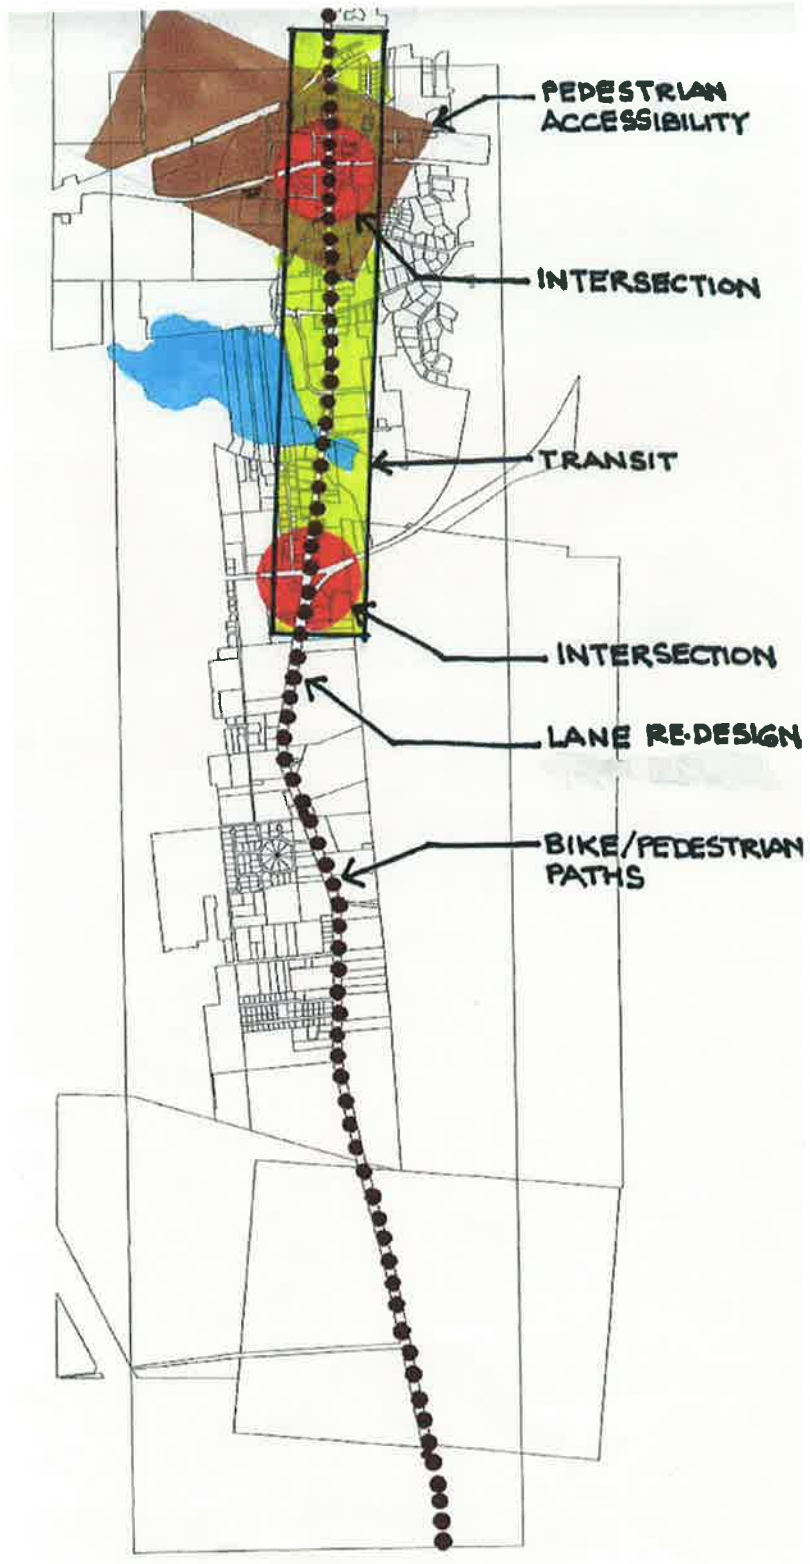 PEDESTRIAN
ACCESSIBILITY
INTERSECTION
TRANSIT
INTERSECTION
LANE RE-DESIGN
BIKE/PEDESTRIAN
PATHS